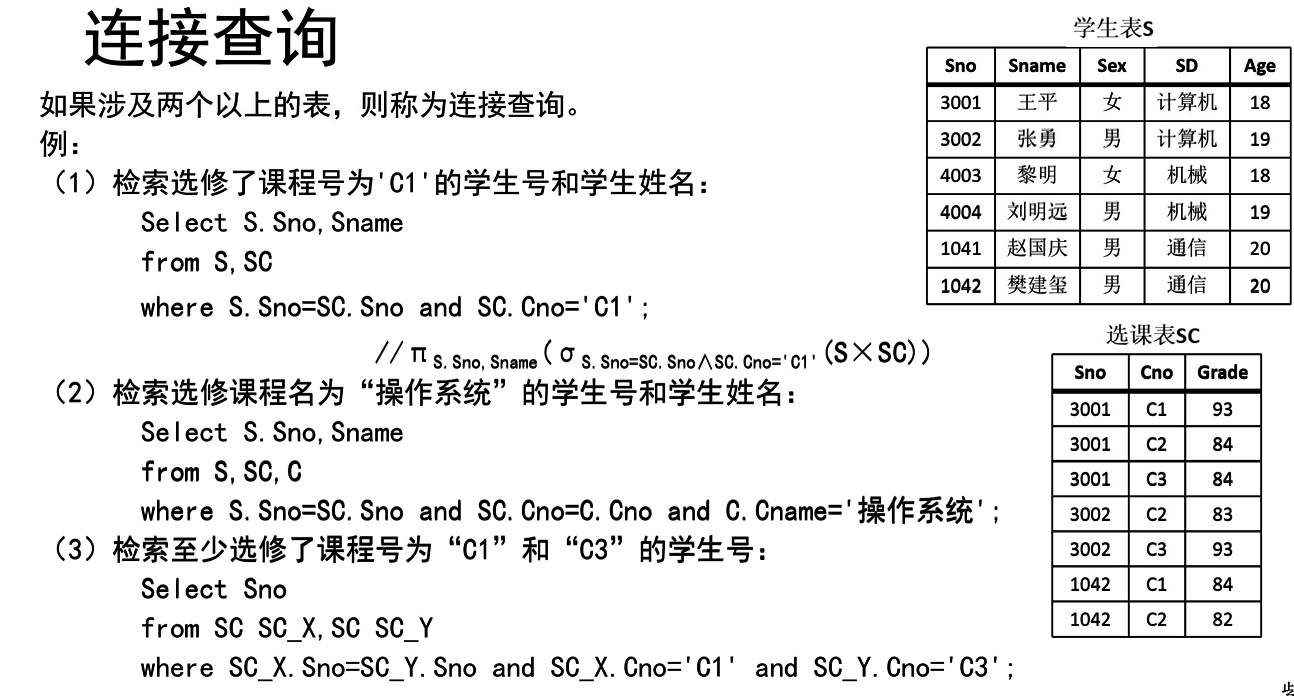 连接查询
如果涉及两个以上的表，则称为连接查询。
例：
（1）检索选修了课程号为'C1'的学生号和学生姓名：
Select S.Sno,Sname
from S,SC
where S.Sno=SC.Sno and SC.Cno='C1';
//π S.Sno,Sname(σ S.Sno=SC.Sno∧SC.Cno='C1'(S×SC))
（2）检索选修课程名为“操作系统”的学生号和学生姓名：
Select S.Sno,Sname
from S,SC,C
where S.Sno=SC.Sno and SC.Cno=C.Cno and C.Cname='操作系统';
（3）检索至少选修了课程号为“C1”和“C3”的学生号：
Select Sno
from SC SC_X,SC SC_Y
where SC_X.Sno=SC_Y.Sno and SC_X.Cno='C1' and SC_Y.Cno='C3';
学生表S
Sno Sname Sex SD Age
3001 王平 女 计算机 18
3002 张勇 男 计算机 19
4003 黎明 女 机械 18
4004 刘明远 男 机械 19
1041 赵国庆 男 通信 20
1042 樊建玺 男 通信 20
选课表SC
Sno Cno Grade
3001 C1 93
3001 C2 84
3001 C3 84
3002 C2 83
3002 C3 93
1042 C1 84
1042 C2 82